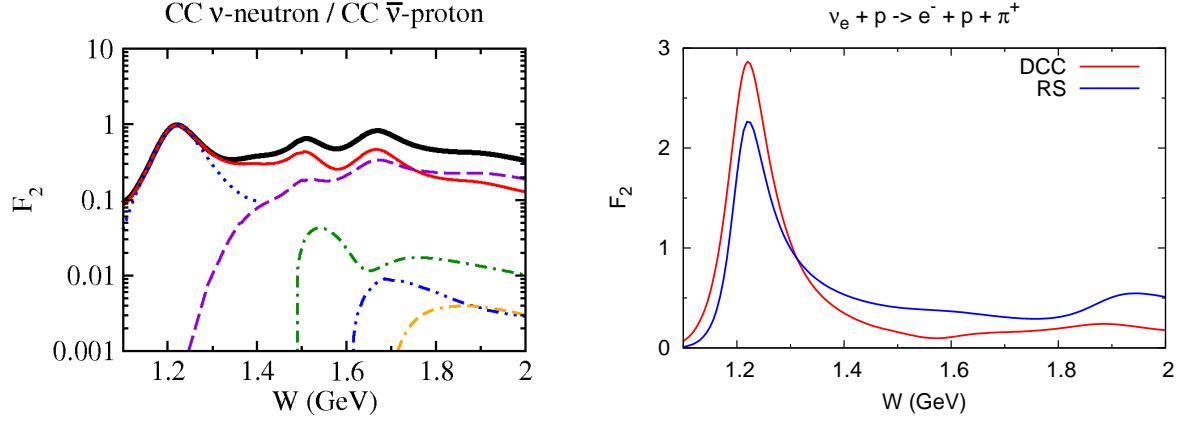 CC ν-neutron / CC ν̅-proton
10
1
0.1
0.01
0.001
F₂
1.2
1.4
1.6
1.8
2
W (GeV)
νₑ + p -> e⁻ + p + π⁺
3
2
1
0
F₂
DCC
RS
1.2
1.4
1.6
1.8
2
W (GeV)